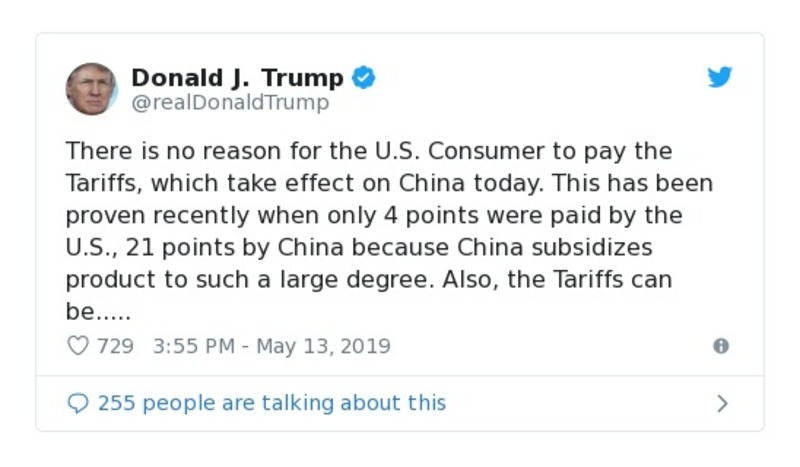 Donald J. Trump
@realDonaldTrump
There is no reason for the U.S. Consumer to pay the
Tariffs, which take effect on China today. This has been
proven recently when only 4 points were paid by the
U.S., 21 points by China because China subsidizes
product to such a large degree. Also, the Tariffs can
be.....
729 3:55 PM - May 13, 2019
255 people are talking about this